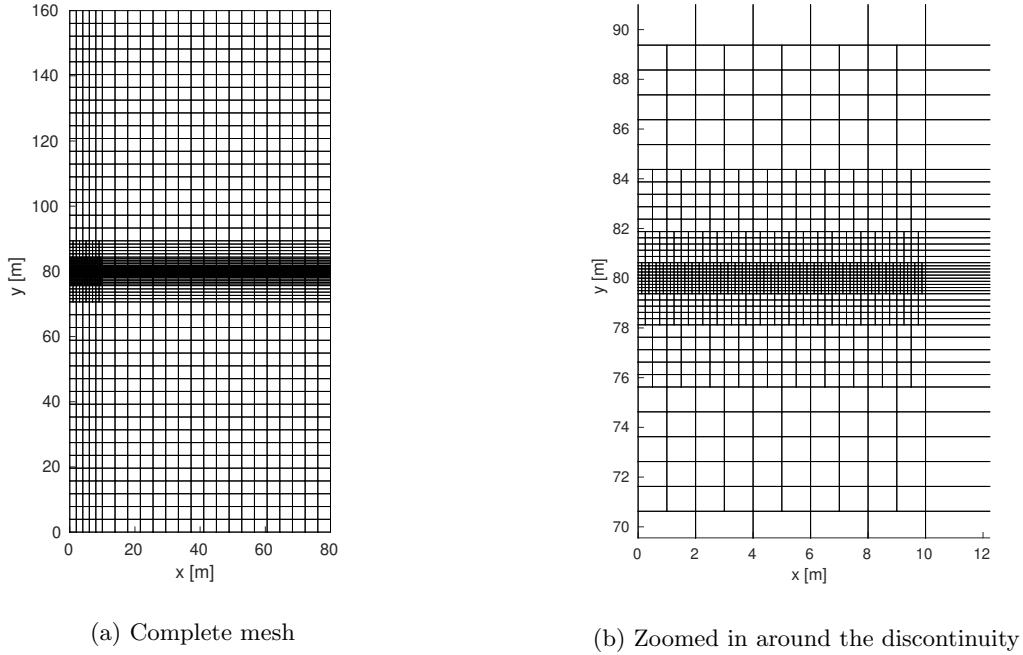 160
140
120
100
80
60
40
20
0
y [m]
0 20 40 60 80
x [m]
(a) Complete mesh
90
88
86
84
82
80
78
76
74
72
70
y [m]
0 2 4 6 8 10 12
x [m]
(b) Zoomed in around the discontinuity